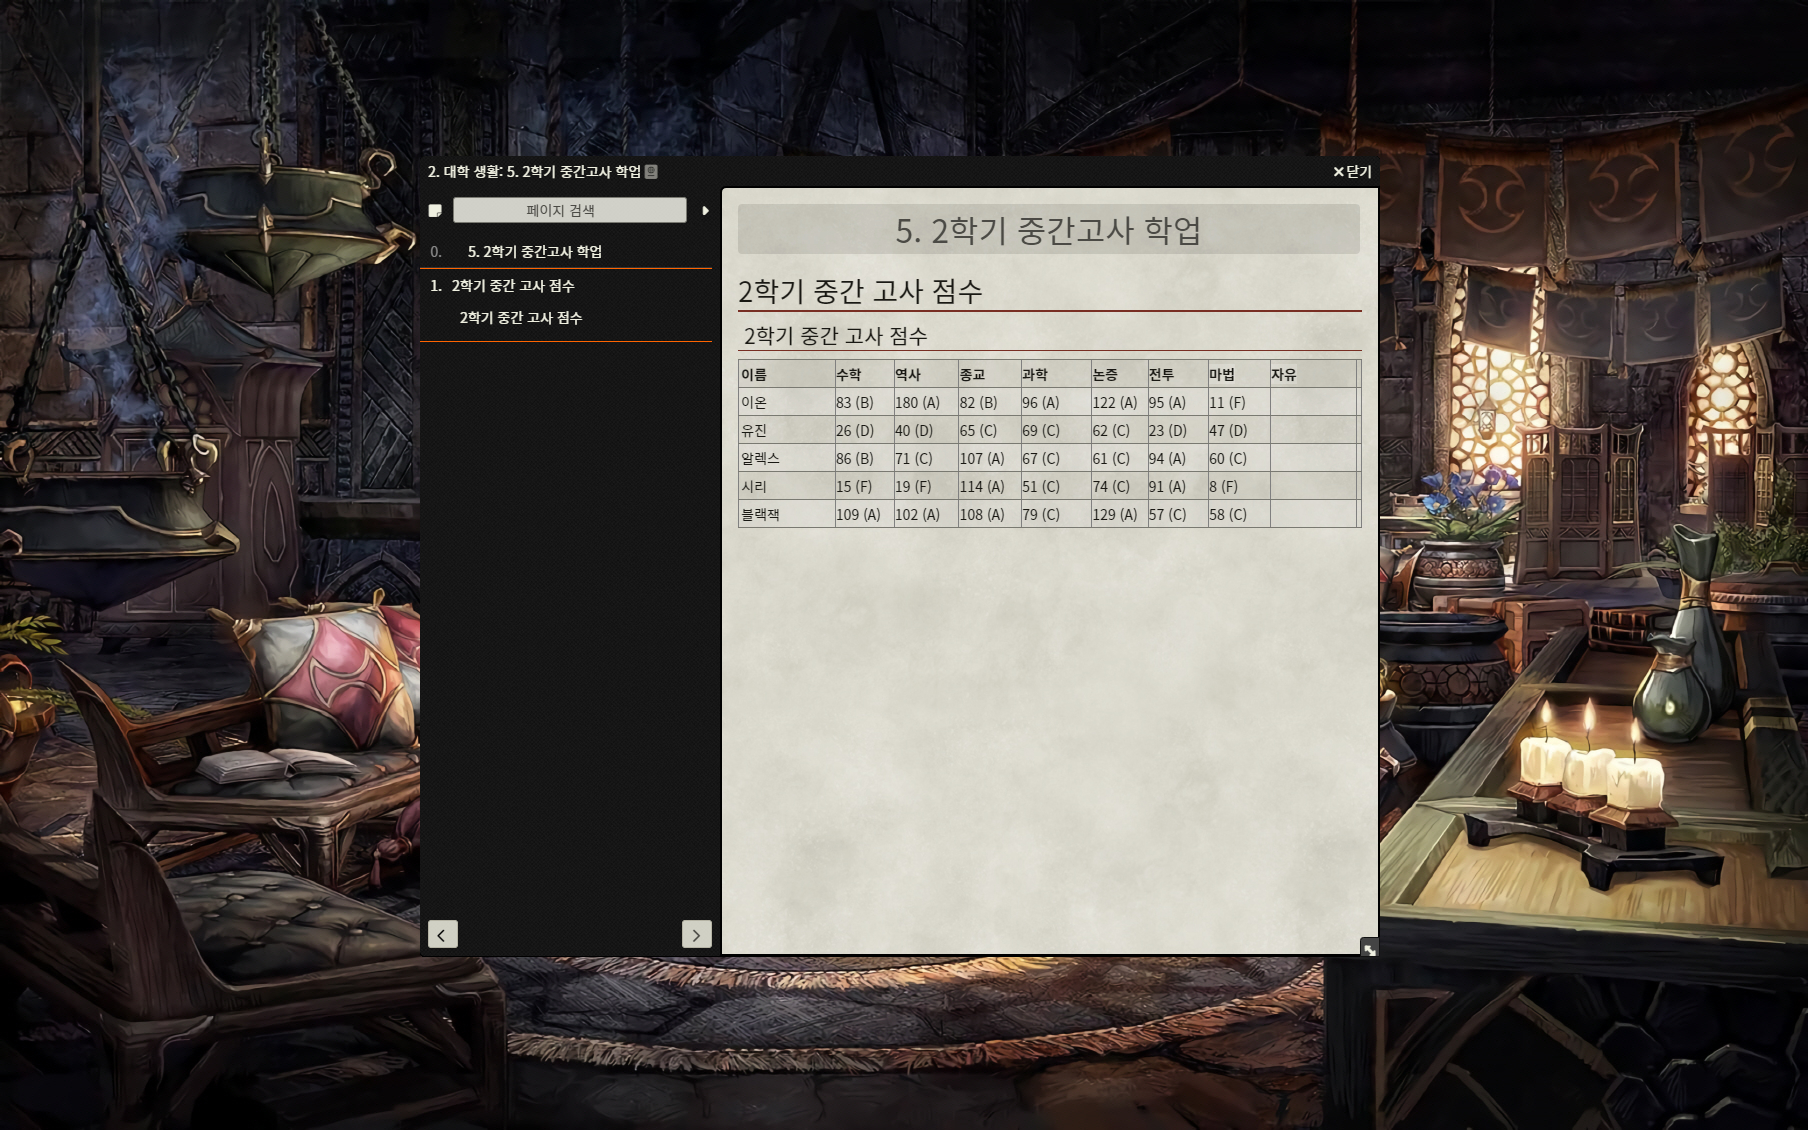 2. 대학 생활: 5. 2학기 중간고사 학업
닫기
페이지 검색
0. 5. 2학기 중간고사 학업
1. 2학기 중간 고사 점수
2학기 중간 고사 점수
5. 2학기 중간고사 학업
2학기 중간 고사 점수
2학기 중간 고사 점수
이름 수학 역사 종교 과학 논증 전투 마법 자유
이온 83 (B) 180 (A) 82 (B) 96 (A) 122 (A) 95 (A) 11 (F)
유진 26 (D) 40 (D) 65 (C) 69 (C) 62 (C) 23 (D) 47 (D)
알렉스 86 (B) 71 (C) 107 (A) 67 (C) 61 (C) 94 (A) 60 (C)
시리 15 (F) 19 (F) 114 (A) 51 (C) 74 (C) 91 (A) 8 (F)
블랙잭 109 (A) 102 (A) 108 (A) 79 (C) 129 (A) 57 (C) 58 (C)